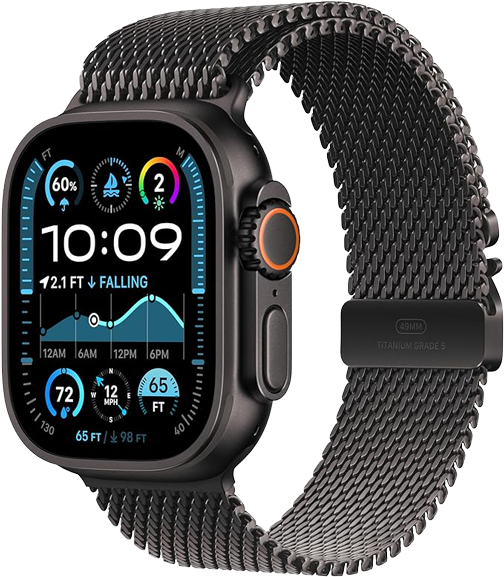 FT
M
60%
2
10:09
2.1 FT ↓ FALLING
12AM 6AM 12PM 6PM
72°
N
W E
S
12
MPH
65
FT
130
40
65 FT / 98 FT
49MM
TITANIUM GRADE 5